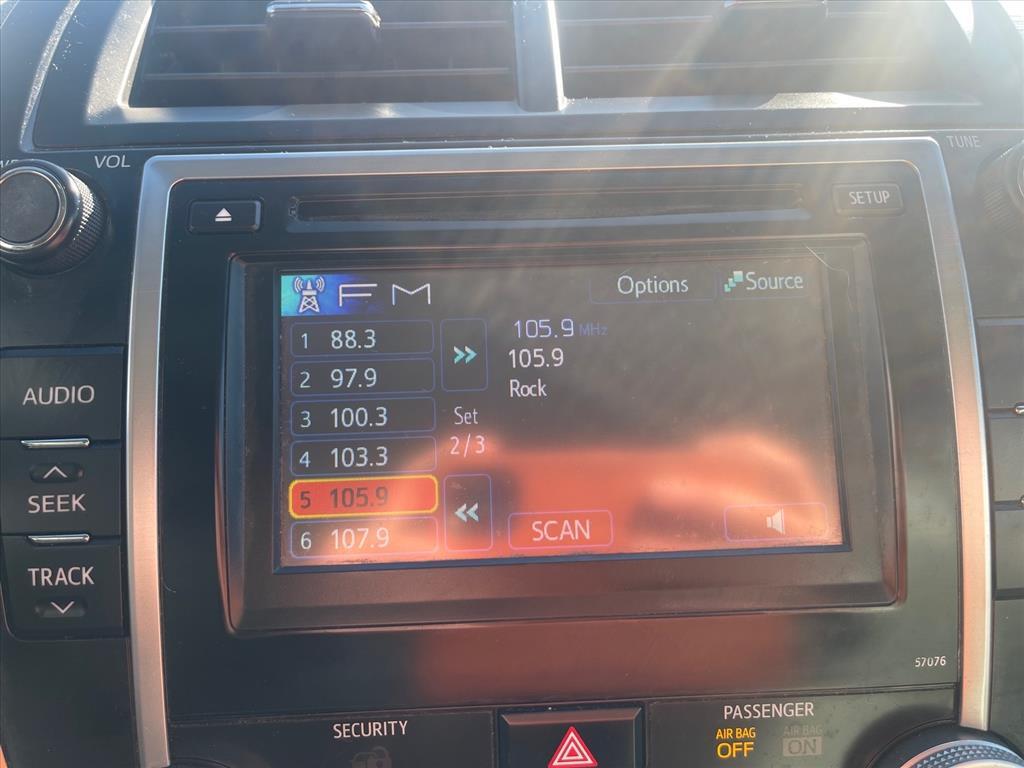 VOL
TUNE
SETUP
FM
Options
Source
1 88.3
105.9 MHz
2 97.9
105.9
Rock
3 100.3
Set
2/3
4 103.3
5 105.9
6 107.9
SCAN
AUDIO
SEEK
TRACK
57076
SECURITY
PASSENGER
AIR BAG
OFF
AIR BAG
ON